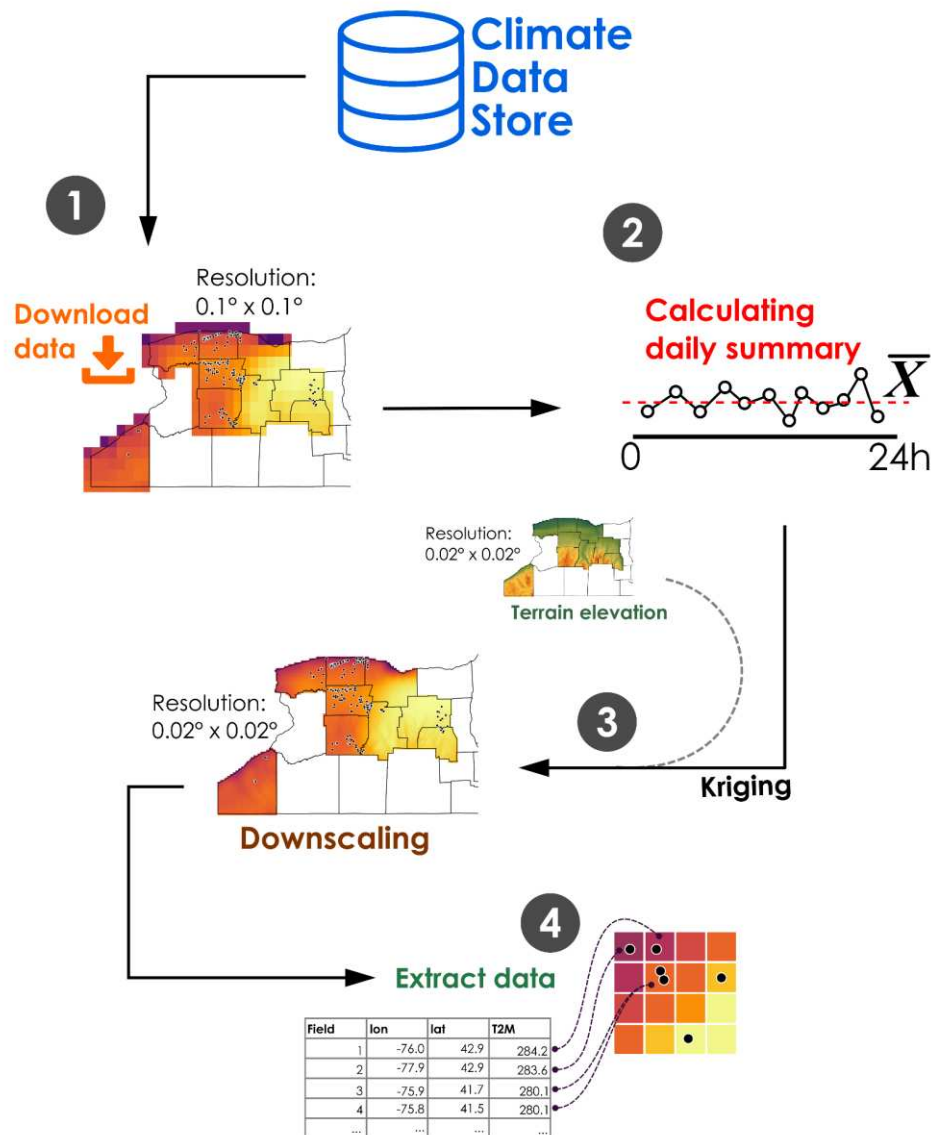 Climate
Data
Store
1
Resolution:
0.1° x 0.1°
Download
data
2
Calculating
daily summary
X
0
24h
Resolution:
0.02° x 0.02°
Terrain elevation
Resolution:
0.02° x 0.02°
3
Kriging
Downscaling
4
Extract data
Field lon lat T2M
1 -76.0 42.9 284.2
2 -77.9 42.9 283.6
3 -75.9 41.7 280.1
4 -75.8 41.5 280.1
... ... ... ...